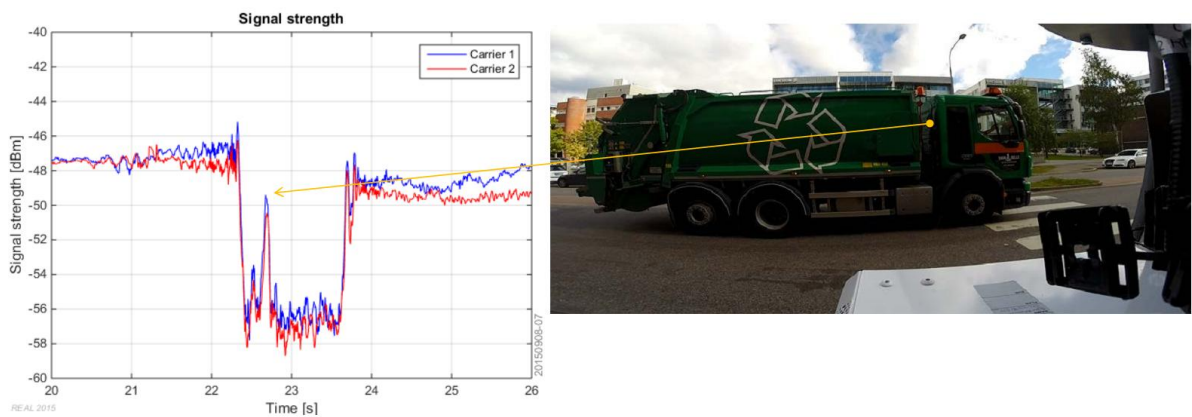 Signal strength
-40
-42
-44
-46
-48
-50
-52
-54
-56
-58
-60
Signal strength [dBm]
Carrier 1
Carrier 2
20 21 22 23 24 25 26
Time [s]
20150908-07
REAL 2015